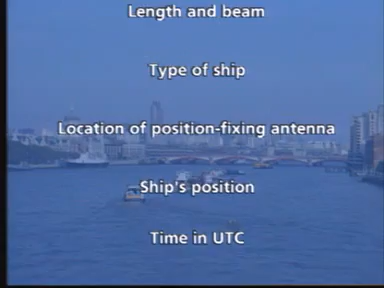 Length and beam
Type of ship
Location of position-fixing antenna
Ship's position
Time in UTC